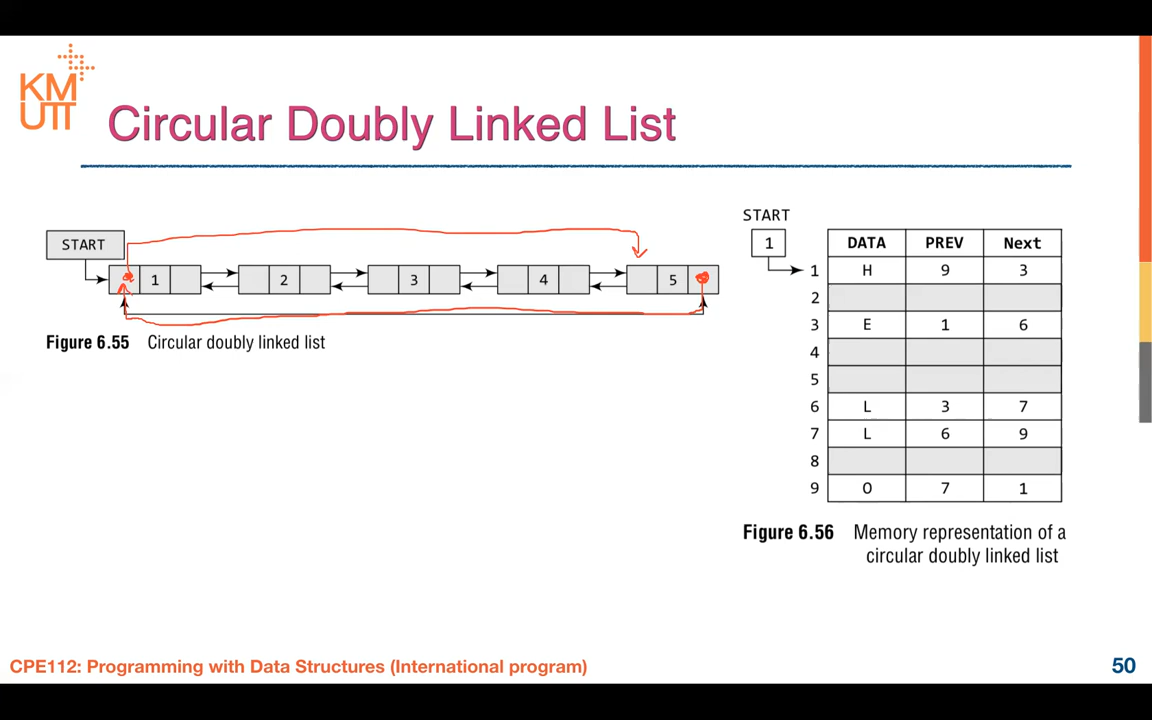 KM
UTT
Circular Doubly Linked List
START
1 2 3 4 5
Figure 6.55 Circular doubly linked list
START
1
DATA PREV Next
1 H 9 3
2
3 E 1 6
4
5
6 L 3 7
7 L 6 9
8
9 O 7 1
Figure 6.56 Memory representation of a
circular doubly linked list
CPE112: Programming with Data Structures (International program)
50